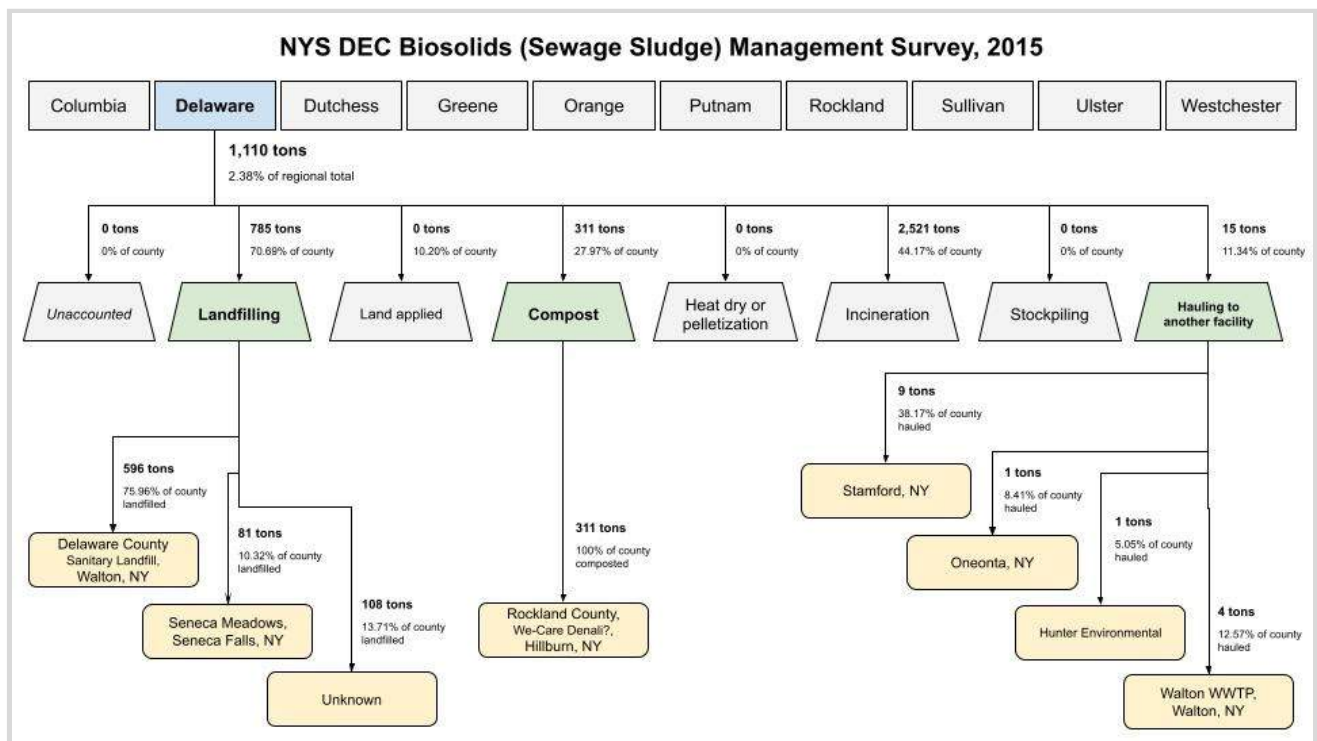 NYS DEC Biosolids (Sewage Sludge) Management Survey, 2015
Columbia
Delaware
Dutchess
Greene
Orange
Putnam
Rockland
Sullivan
Ulster
Westchester
1,110 tons
2.38% of regional total
0 tons
0% of county
785 tons
70.69% of county
0 tons
10.20% of county
311 tons
27.97% of county
0 tons
0% of county
2,521 tons
44.17% of county
0 tons
0% of county
15 tons
11.34% of county
Unaccounted
Landfilling
Land applied
Compost
Heat dry or
pelletization
Incineration
Stockpiling
Hauling to
another facility
596 tons
75.96% of county
landfilled
Delaware County
Sanitary Landfill,
Walton, NY
81 tons
10.32% of county
landfilled
Seneca Meadows,
Seneca Falls, NY
108 tons
13.71% of county
landfilled
Unknown
311 tons
100% of county
composted
Rockland County,
We-Care Denali?,
Hillburn, NY
9 tons
38.17% of county
hauled
Stamford, NY
1 tons
8.41% of county
hauled
Oneonta, NY
1 tons
5.05% of county
hauled
Hunter Environmental
4 tons
12.57% of county
hauled
Walton WWTP,
Walton, NY